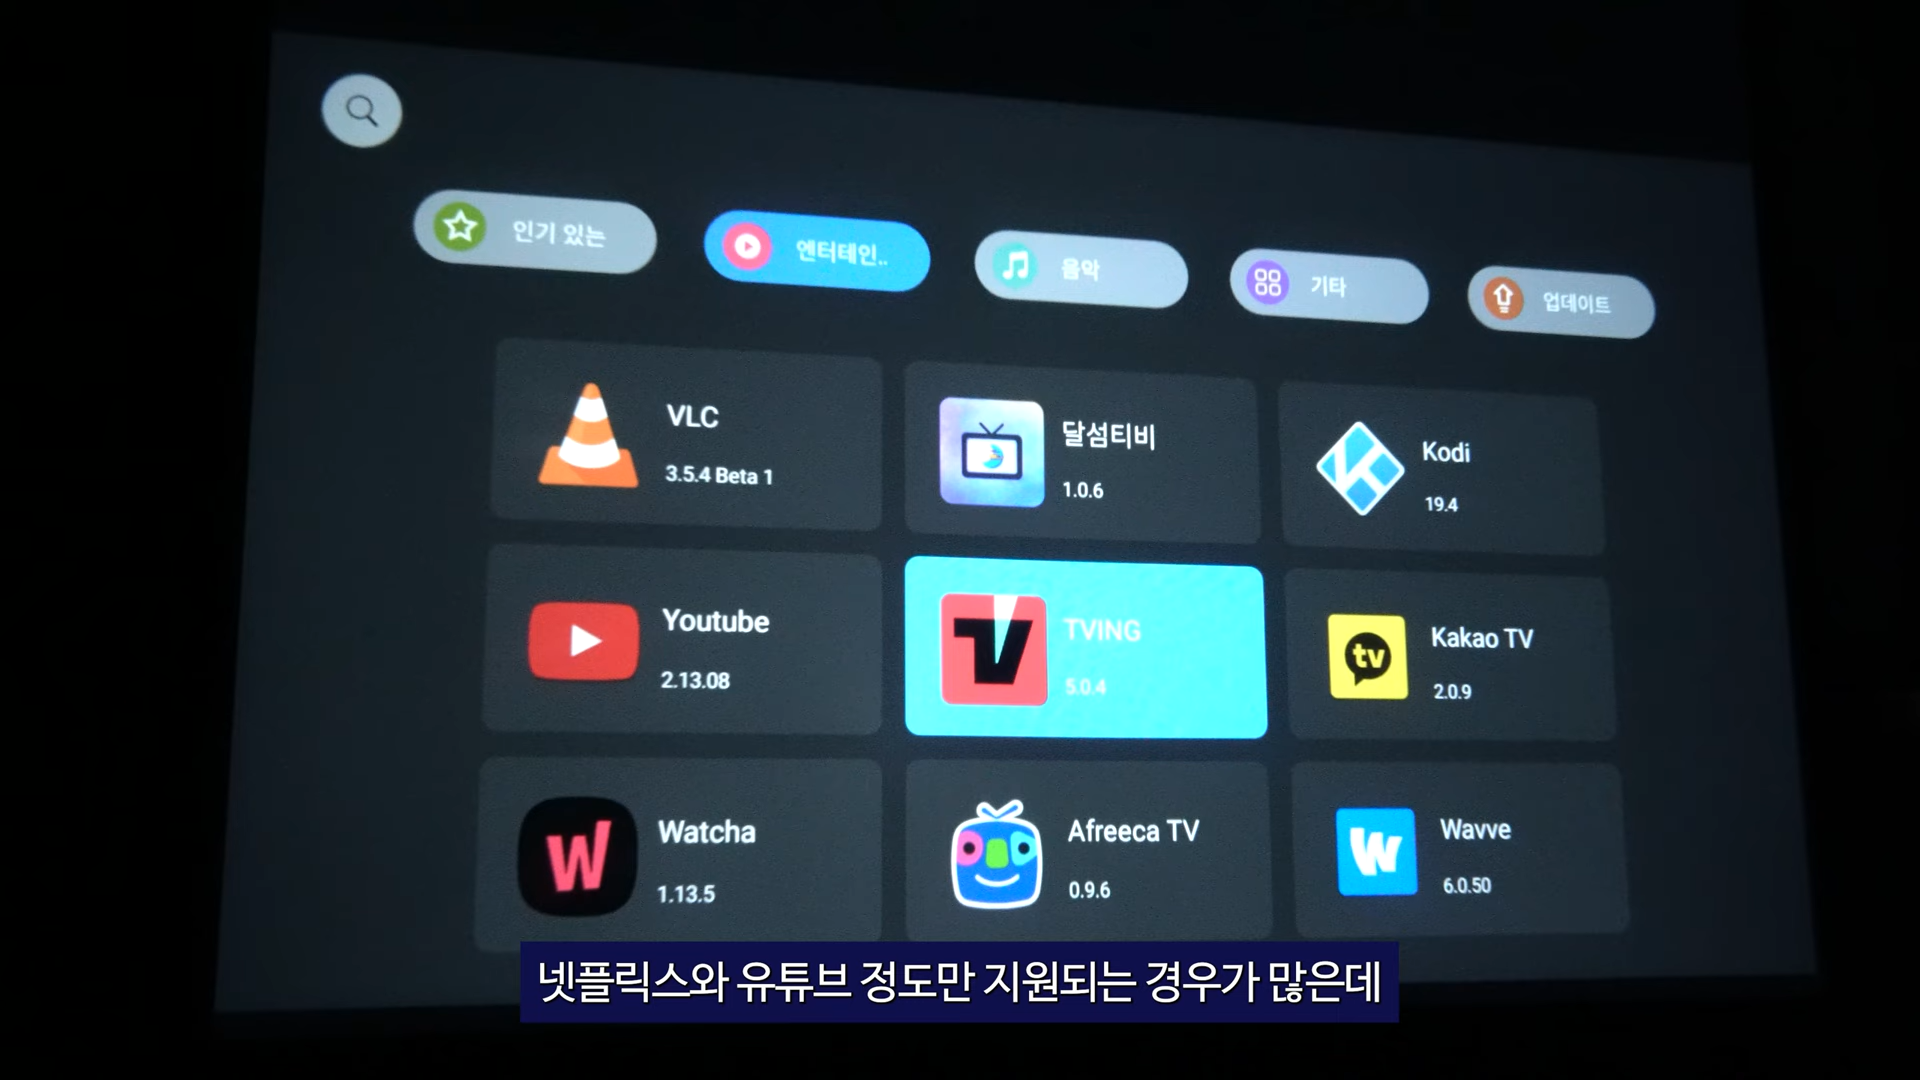 인기 있는
엔터테인..
음악
기타
업데이트
VLC
3.5.4 Beta 1
달섬티비
1.0.6
Kodi
19.4
Youtube
2.13.08
TVING
5.0.4
tv
Kakao TV
2.0.9
W
Watcha
1.13.5
Afreeca TV
0.9.6
W
Wavve
6.0.50
넷플릭스와 유튜브 정도만 지원되는 경우가 많은데